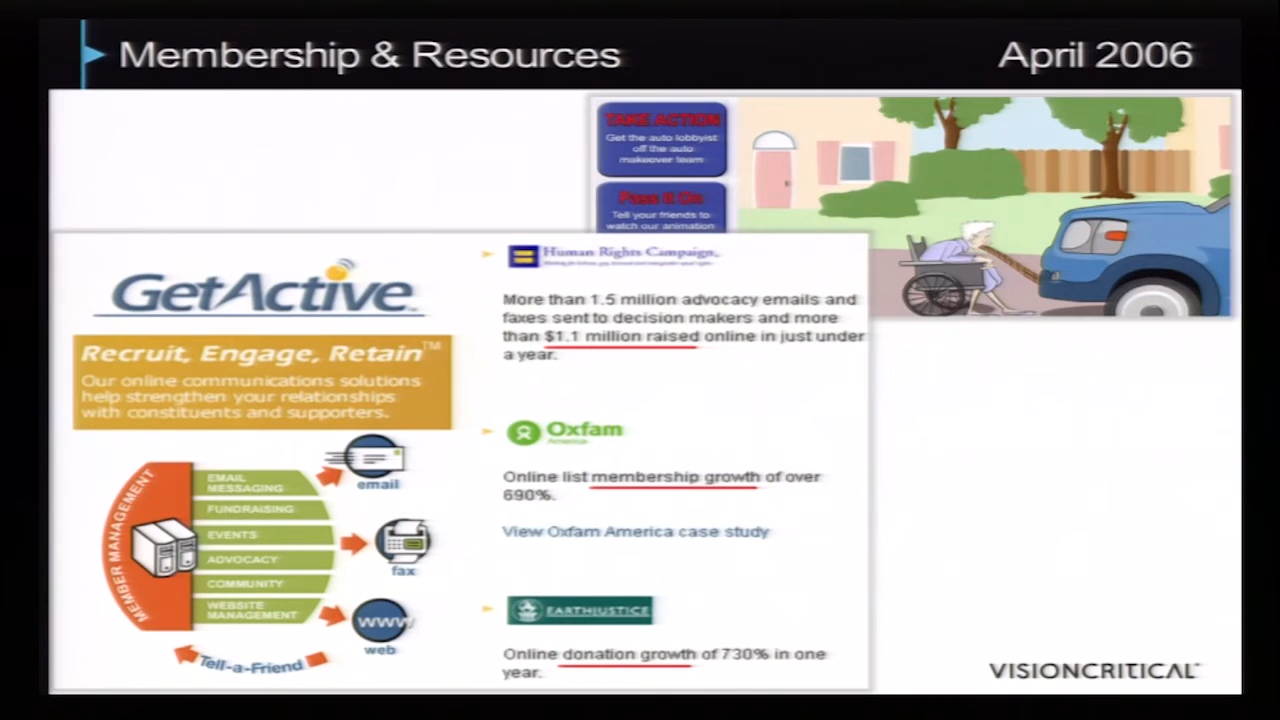 Membership & Resources
April 2006
TAKE ACTION
Get the auto lobbyist
off the auto
makeover team
Pass It On
Tell your friends to
watch our animation
GetActive
Recruit, Engage, Retain™
Our online communications solutions
help strengthen your relationships
with constituents and supporters.
MEMBER MANAGEMENT
EMAIL
MESSAGING
FUNDRAISING
EVENTS
ADVOCACY
COMMUNITY
WEBSITE
MANAGEMENT
email
fax
www
web
Tell-a-Friend
Human Rights Campaign
More than 1.5 million advocacy emails and
faxes sent to decision makers and more
than $1.1 million raised online in just under
a year.
Oxfam
America
Online list membership growth of over
690%.
View Oxfam America case study
EARTHJUSTICE
Online donation growth of 730% in one
year.
VISIONCRITICAL